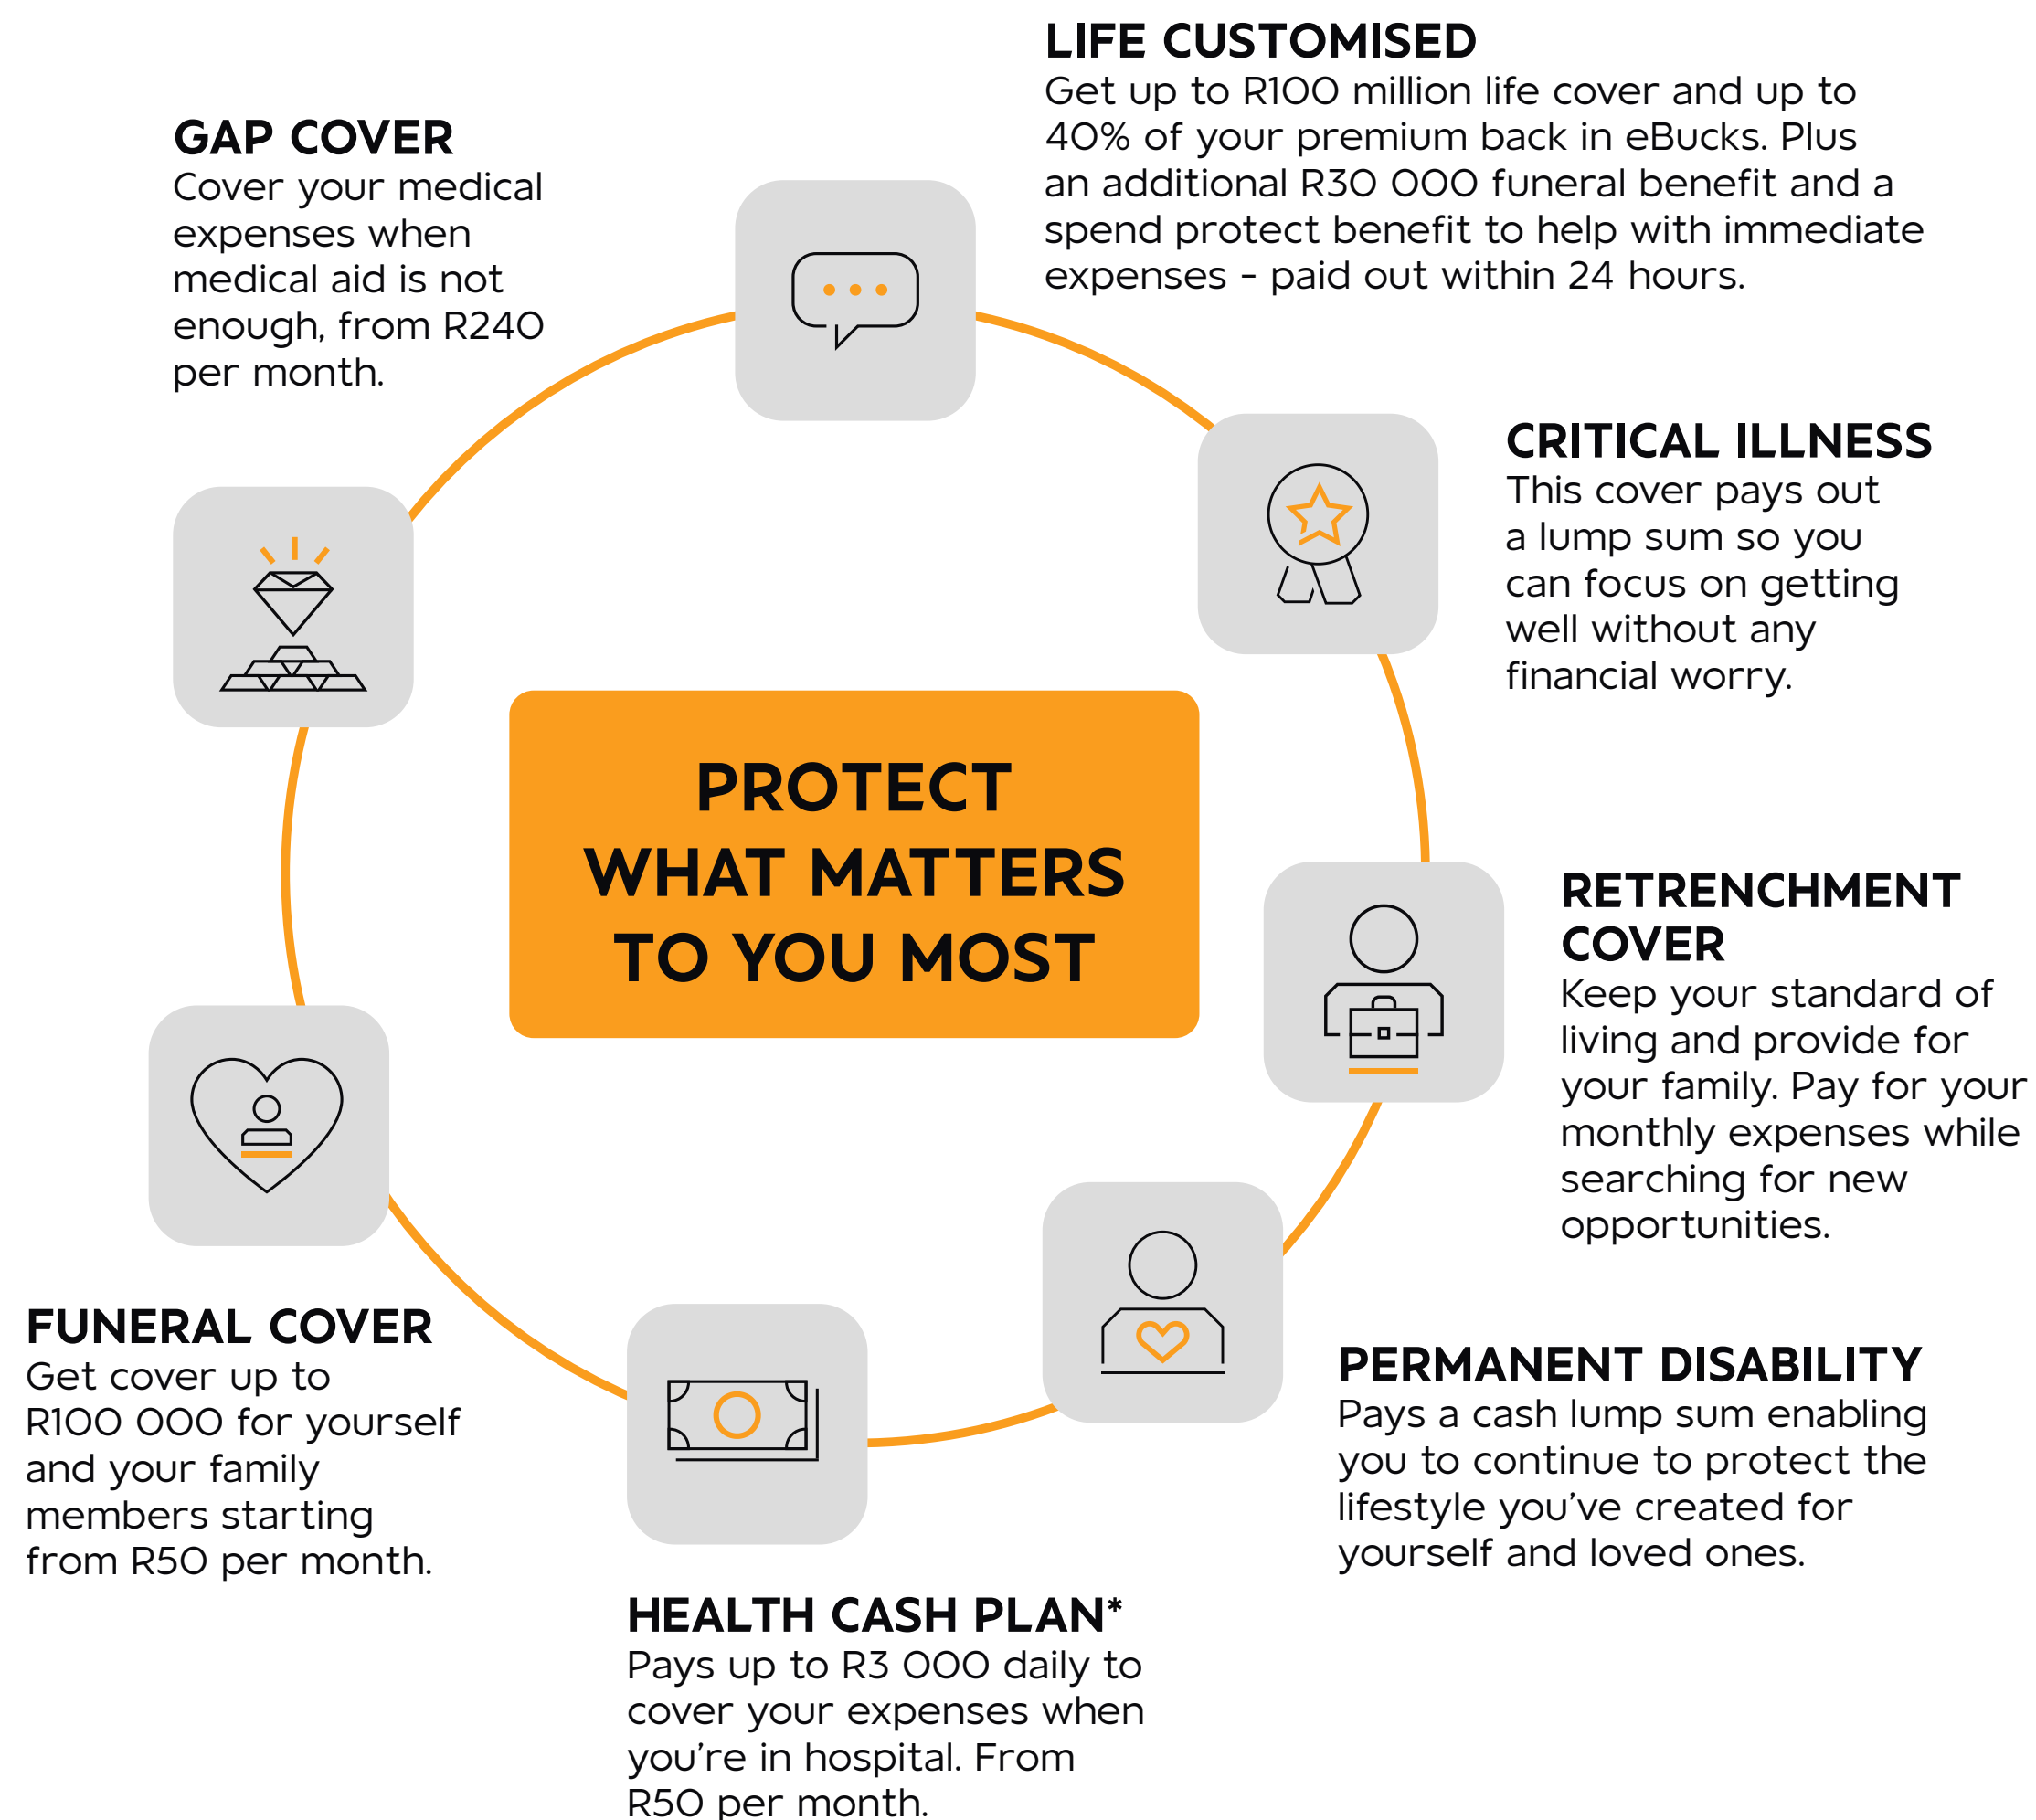 LIFE CUSTOMISED
Get up to R100 million life cover and up to
40% of your premium back in eBucks. Plus
an additional R30 000 funeral benefit and a
spend protect benefit to help with immediate
expenses - paid out within 24 hours.
GAP COVER
Cover your medical
expenses when
medical aid is not
enough, from R240
per month.
CRITICAL ILLNESS
This cover pays out
a lump sum so you
can focus on getting
well without any
financial worry.
PROTECT
WHAT MATTERS
TO YOU MOST
RETRENCHMENT
COVER
Keep your standard of
living and provide for
your family. Pay for your
monthly expenses while
searching for new
opportunities.
FUNERAL COVER
Get cover up to
R100 000 for yourself
and your family
members starting
from R50 per month.
PERMANENT DISABILITY
Pays a cash lump sum enabling
you to continue to protect the
lifestyle you’ve created for
yourself and loved ones.
HEALTH CASH PLAN*
Pays up to R3 000 daily to
cover your expenses when
you’re in hospital. From
R50 per month.